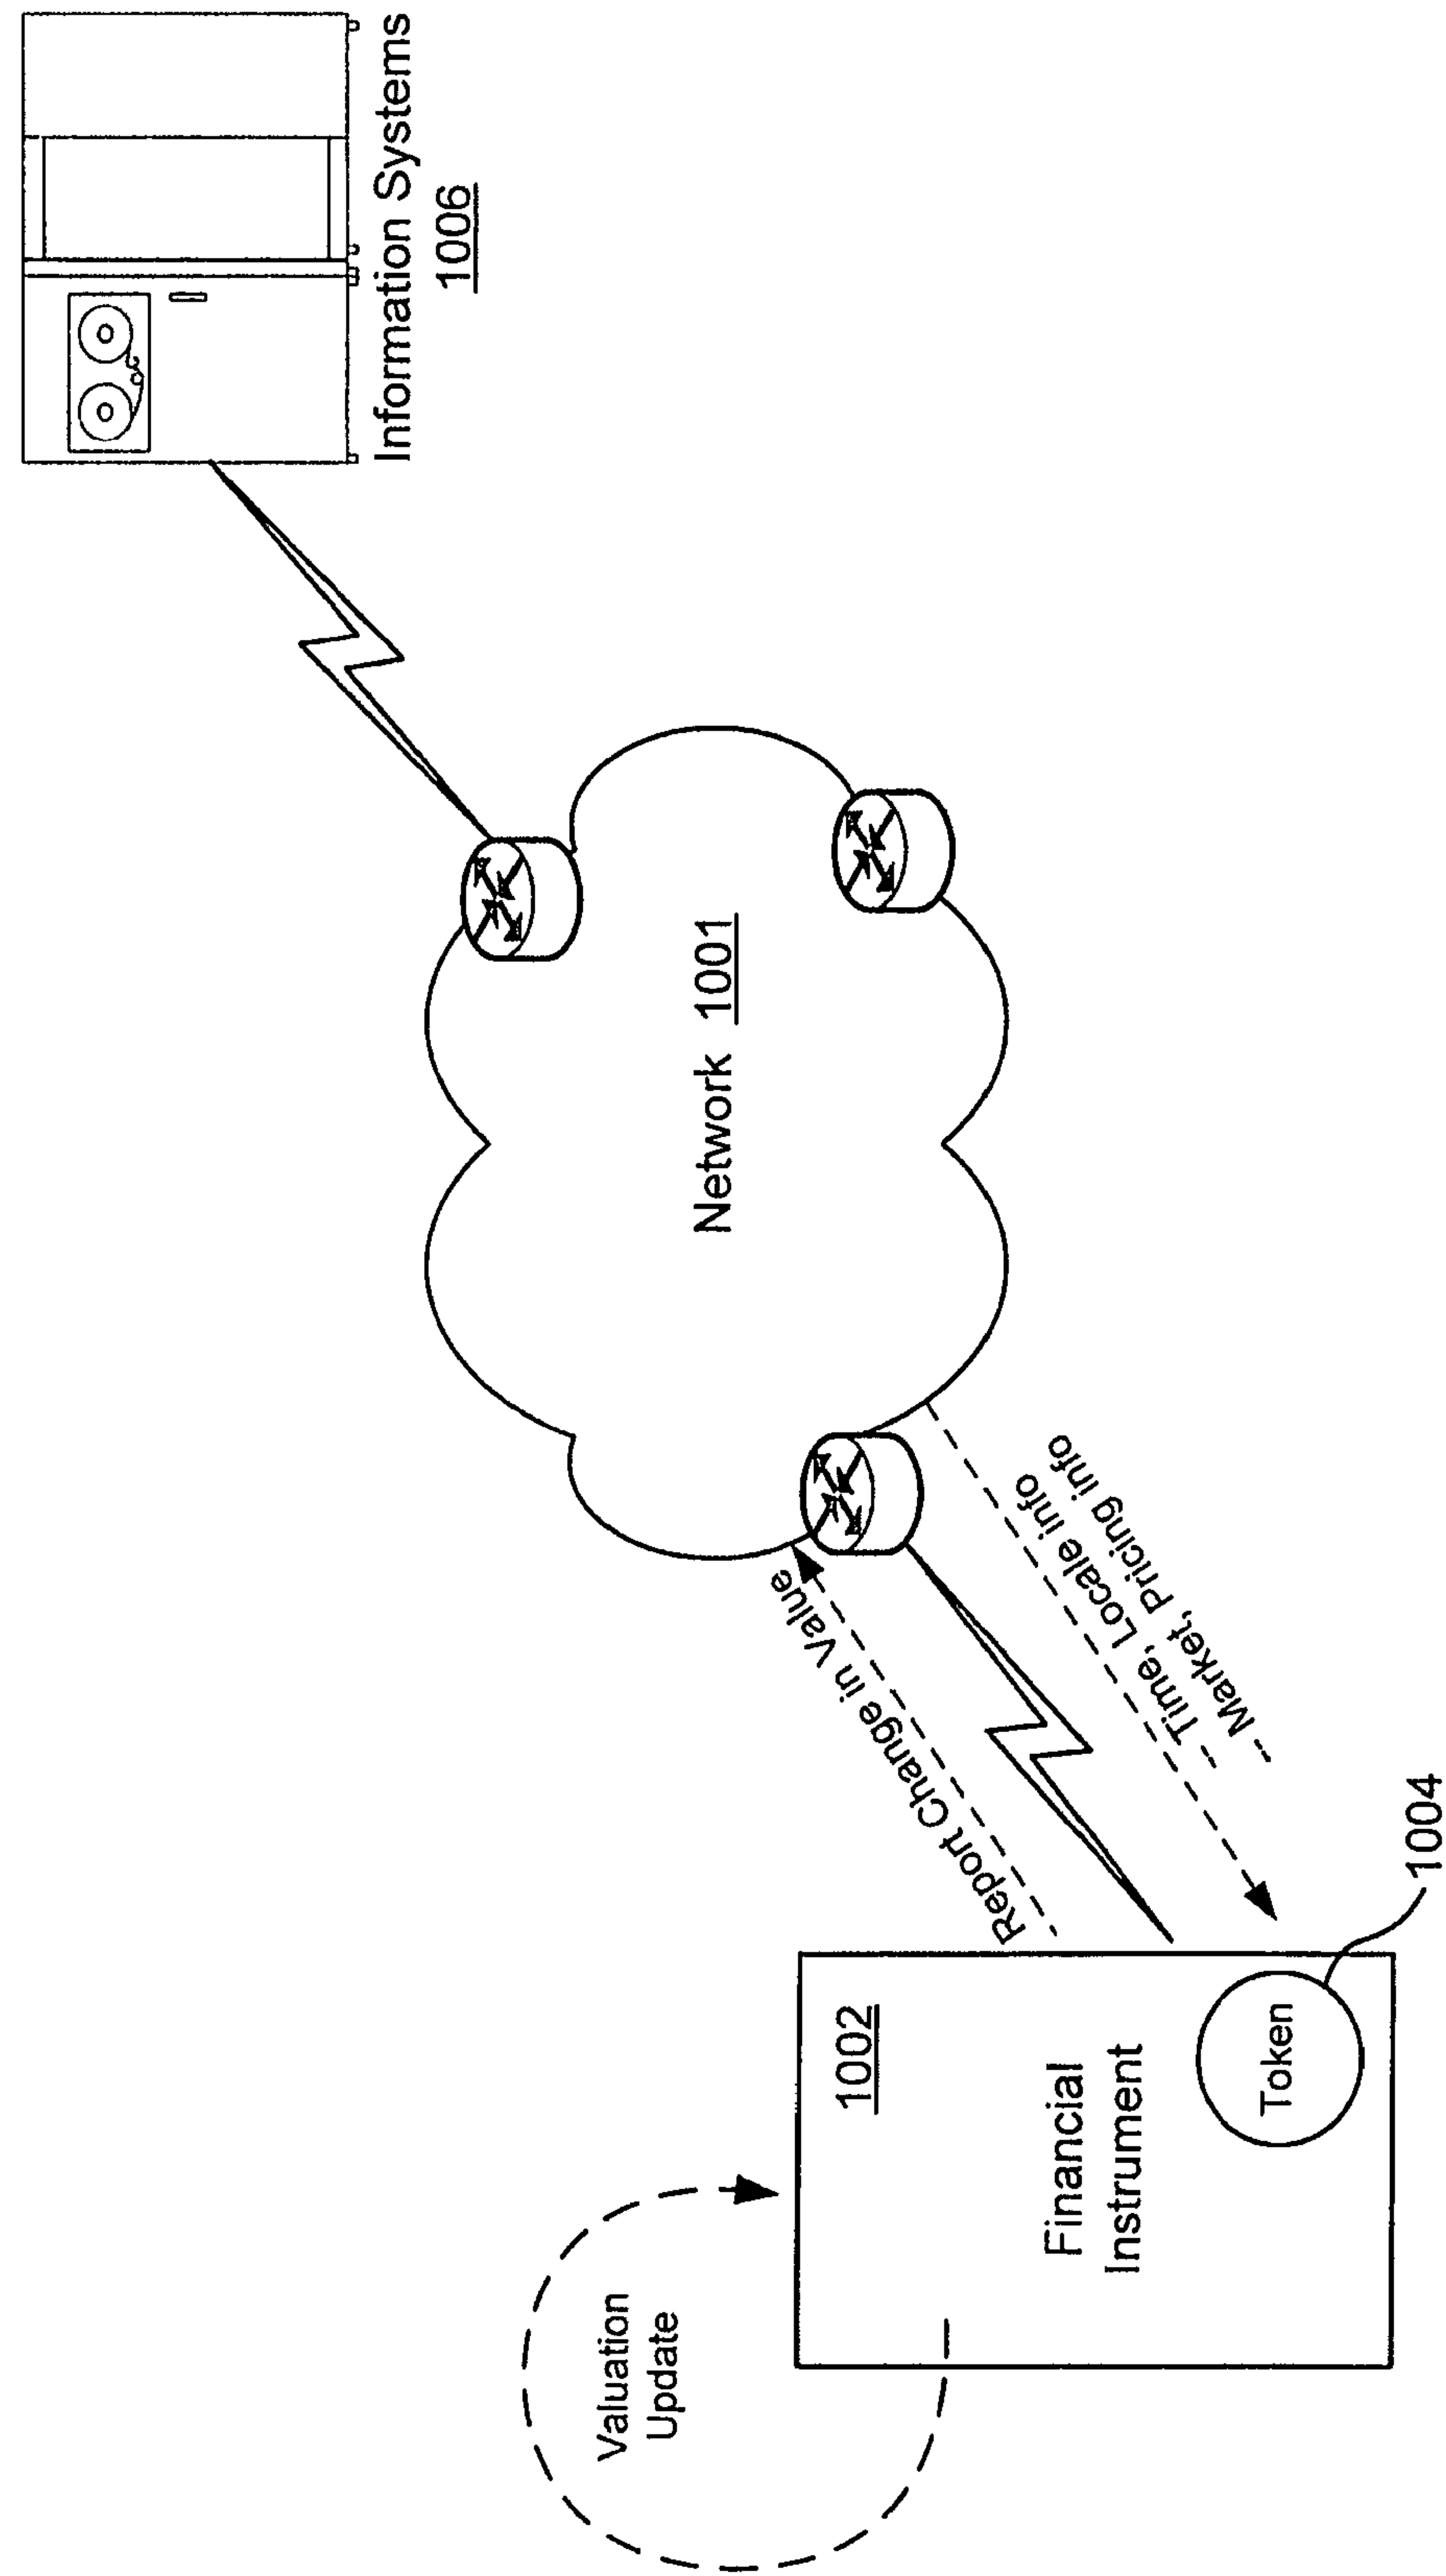 Information Systems
1006
Network 1001
Report Change in Value
-- Time, Locale info
-- Market, Pricing info
Valuation
Update
1002
Financial
Instrument
Token
1004